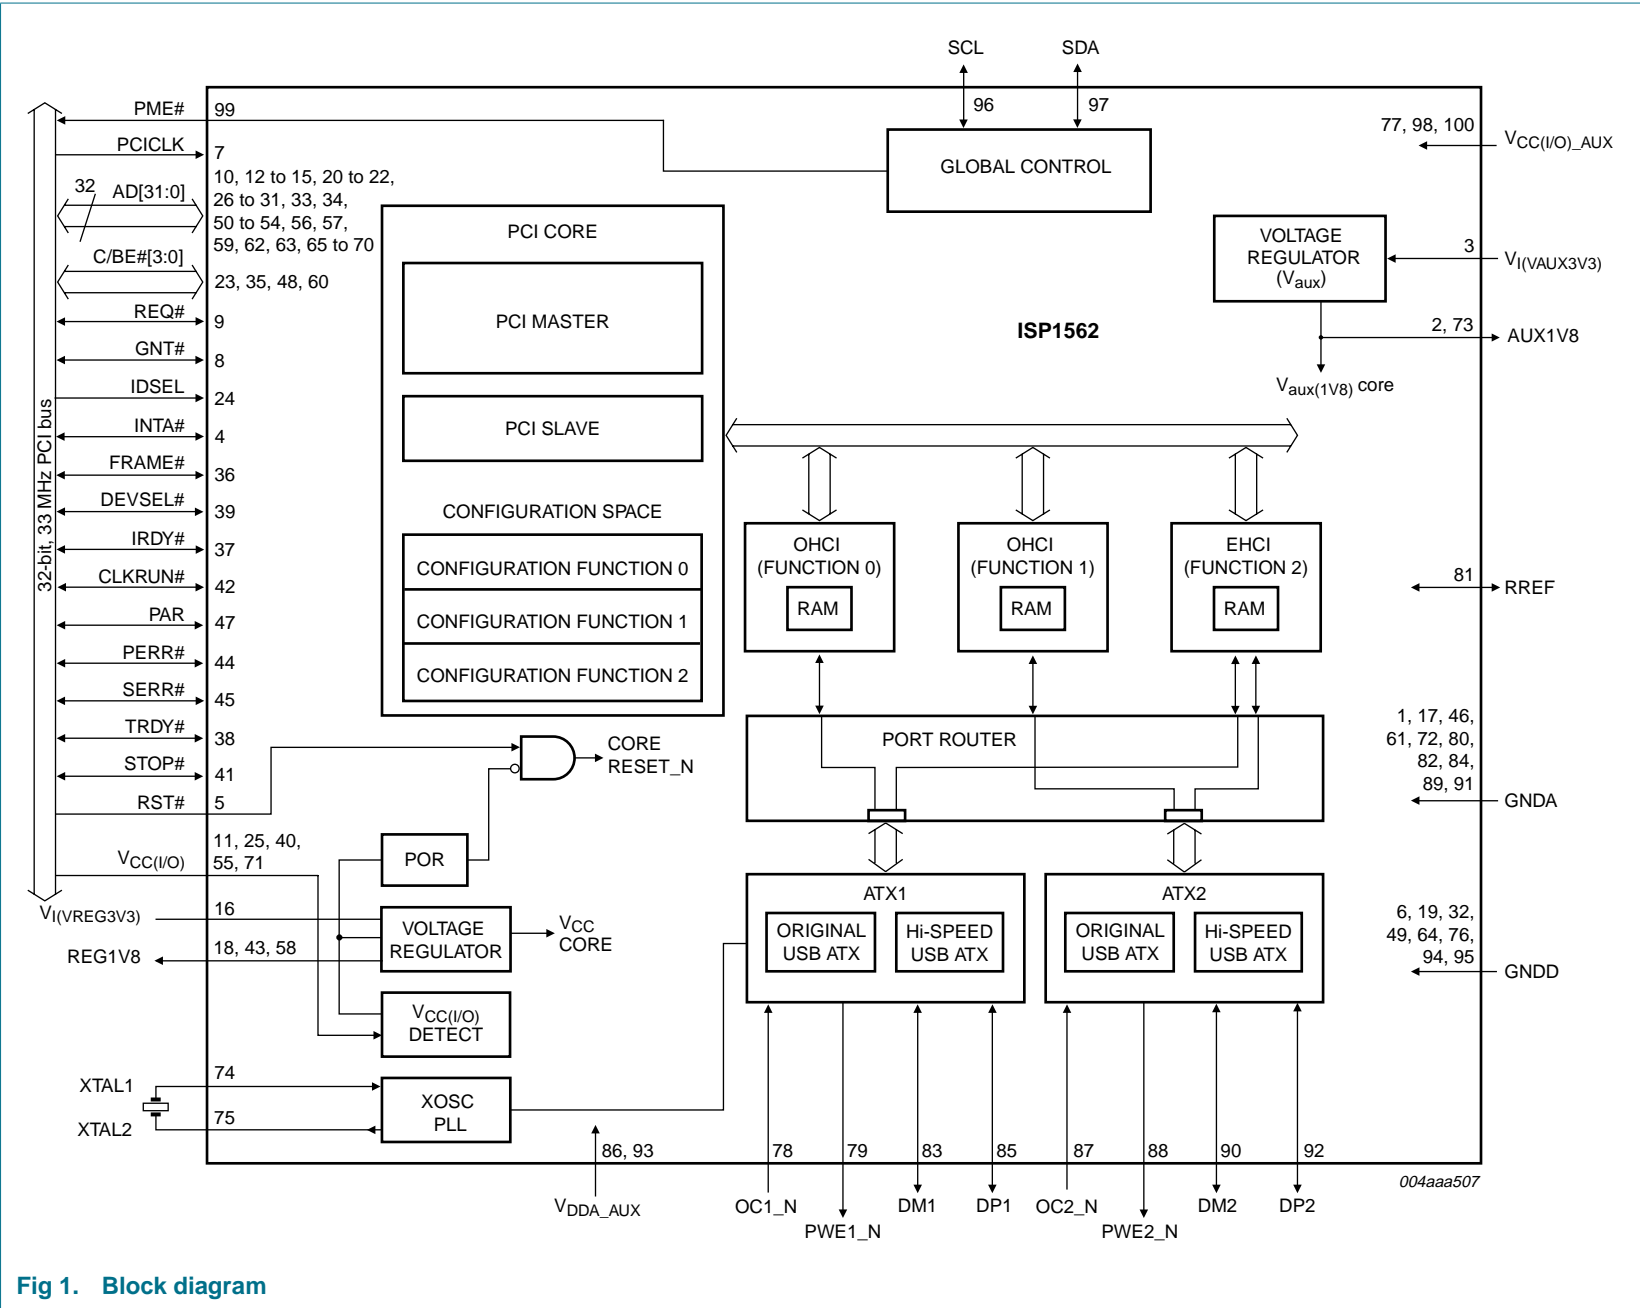 SCL
SDA
96
97
PME#
99
PCICLK
7
32
AD[31:0]
10, 12 to 15, 20 to 22,
26 to 31, 33, 34,
50 to 54, 56, 57,
59, 62, 63, 65 to 70
C/BE#[3:0]
23, 35, 48, 60
REQ#
9
GNT#
8
IDSEL
24
INTA#
4
FRAME#
36
DEVSEL#
39
IRDY#
37
CLKRUN#
42
PAR
47
PERR#
44
SERR#
45
TRDY#
38
STOP#
41
RST#
5
VCC(I/O)
11, 25, 40,
55, 71
32-bit, 33 MHz PCI bus
VI(VREG3V3)
16
REG1V8
18, 43, 58
XTAL1
74
XTAL2
75
GLOBAL CONTROL
PCI CORE
PCI MASTER
PCI SLAVE
CONFIGURATION SPACE
CONFIGURATION FUNCTION 0
CONFIGURATION FUNCTION 1
CONFIGURATION FUNCTION 2
CORE
RESET_N
POR
VOLTAGE
REGULATOR
VCC
CORE
VCC(I/O)
DETECT
XOSC
PLL
77, 98, 100
VCC(I/O)_AUX
VOLTAGE
REGULATOR
(Vaux)
3
VI(VAUX3V3)
2, 73
AUX1V8
Vaux(1V8) core
ISP1562
OHCI
(FUNCTION 0)
RAM
OHCI
(FUNCTION 1)
RAM
EHCI
(FUNCTION 2)
RAM
81
RREF
PORT ROUTER
1, 17, 46,
61, 72, 80,
82, 84,
89, 91
GNDA
ATX1
ORIGINAL
USB ATX
Hi-SPEED
USB ATX
ATX2
ORIGINAL
USB ATX
Hi-SPEED
USB ATX
6, 19, 32,
49, 64, 76,
94, 95
GNDD
86, 93
78
79
83
85
87
88
90
92
VDDA_AUX
OC1_N
PWE1_N
DM1
DP1
OC2_N
PWE2_N
DM2
DP2
004aaa507
Fig 1. Block diagram